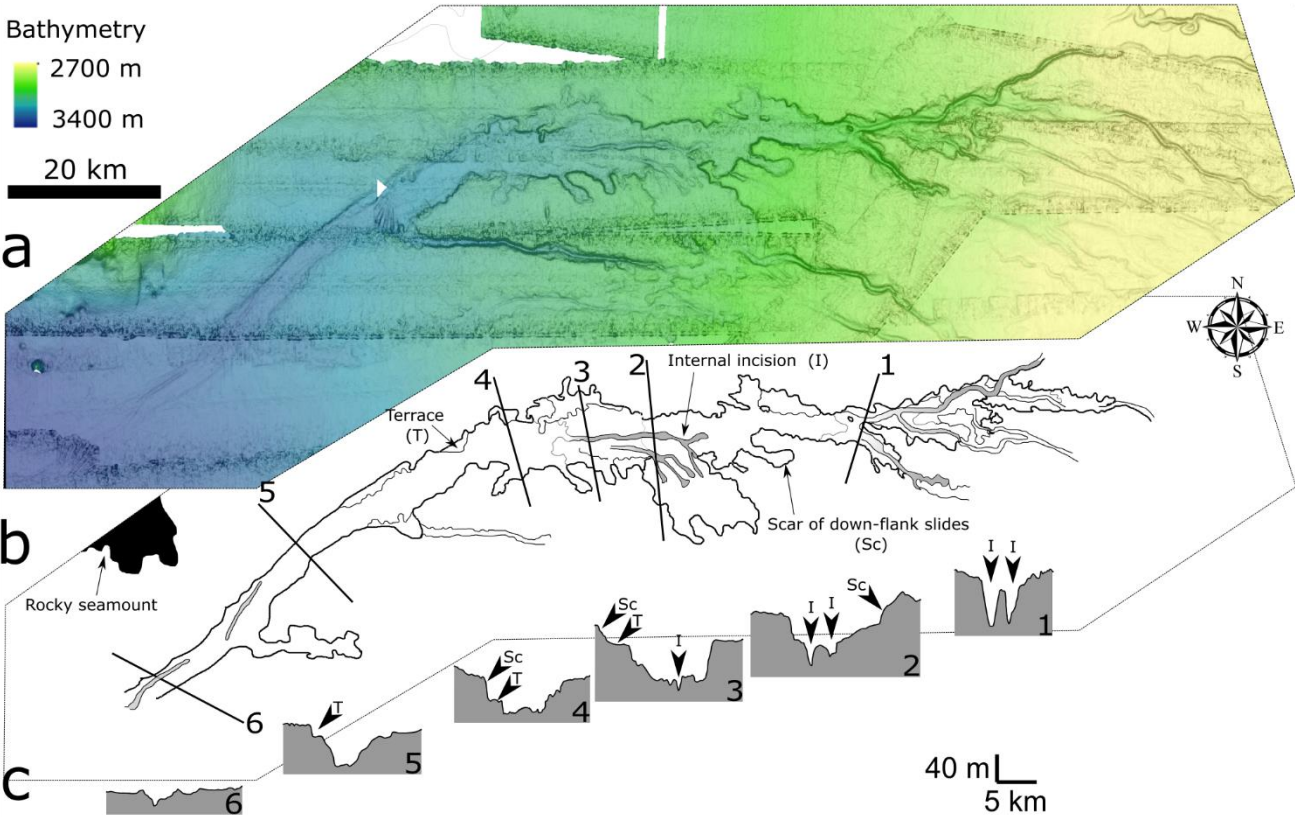 Bathymetry
2700 m
3400 m
20 km
a
N
W E
S
1
2
Internal incision (I)
3
4
Terrace
(T)
5
Scar of down-flank slides
(Sc)
b
Rocky seamount
6
I I
1
Sc
I I
2
Sc
T
I
3
Sc
T
4
T
5
c
6
40 m
5 km